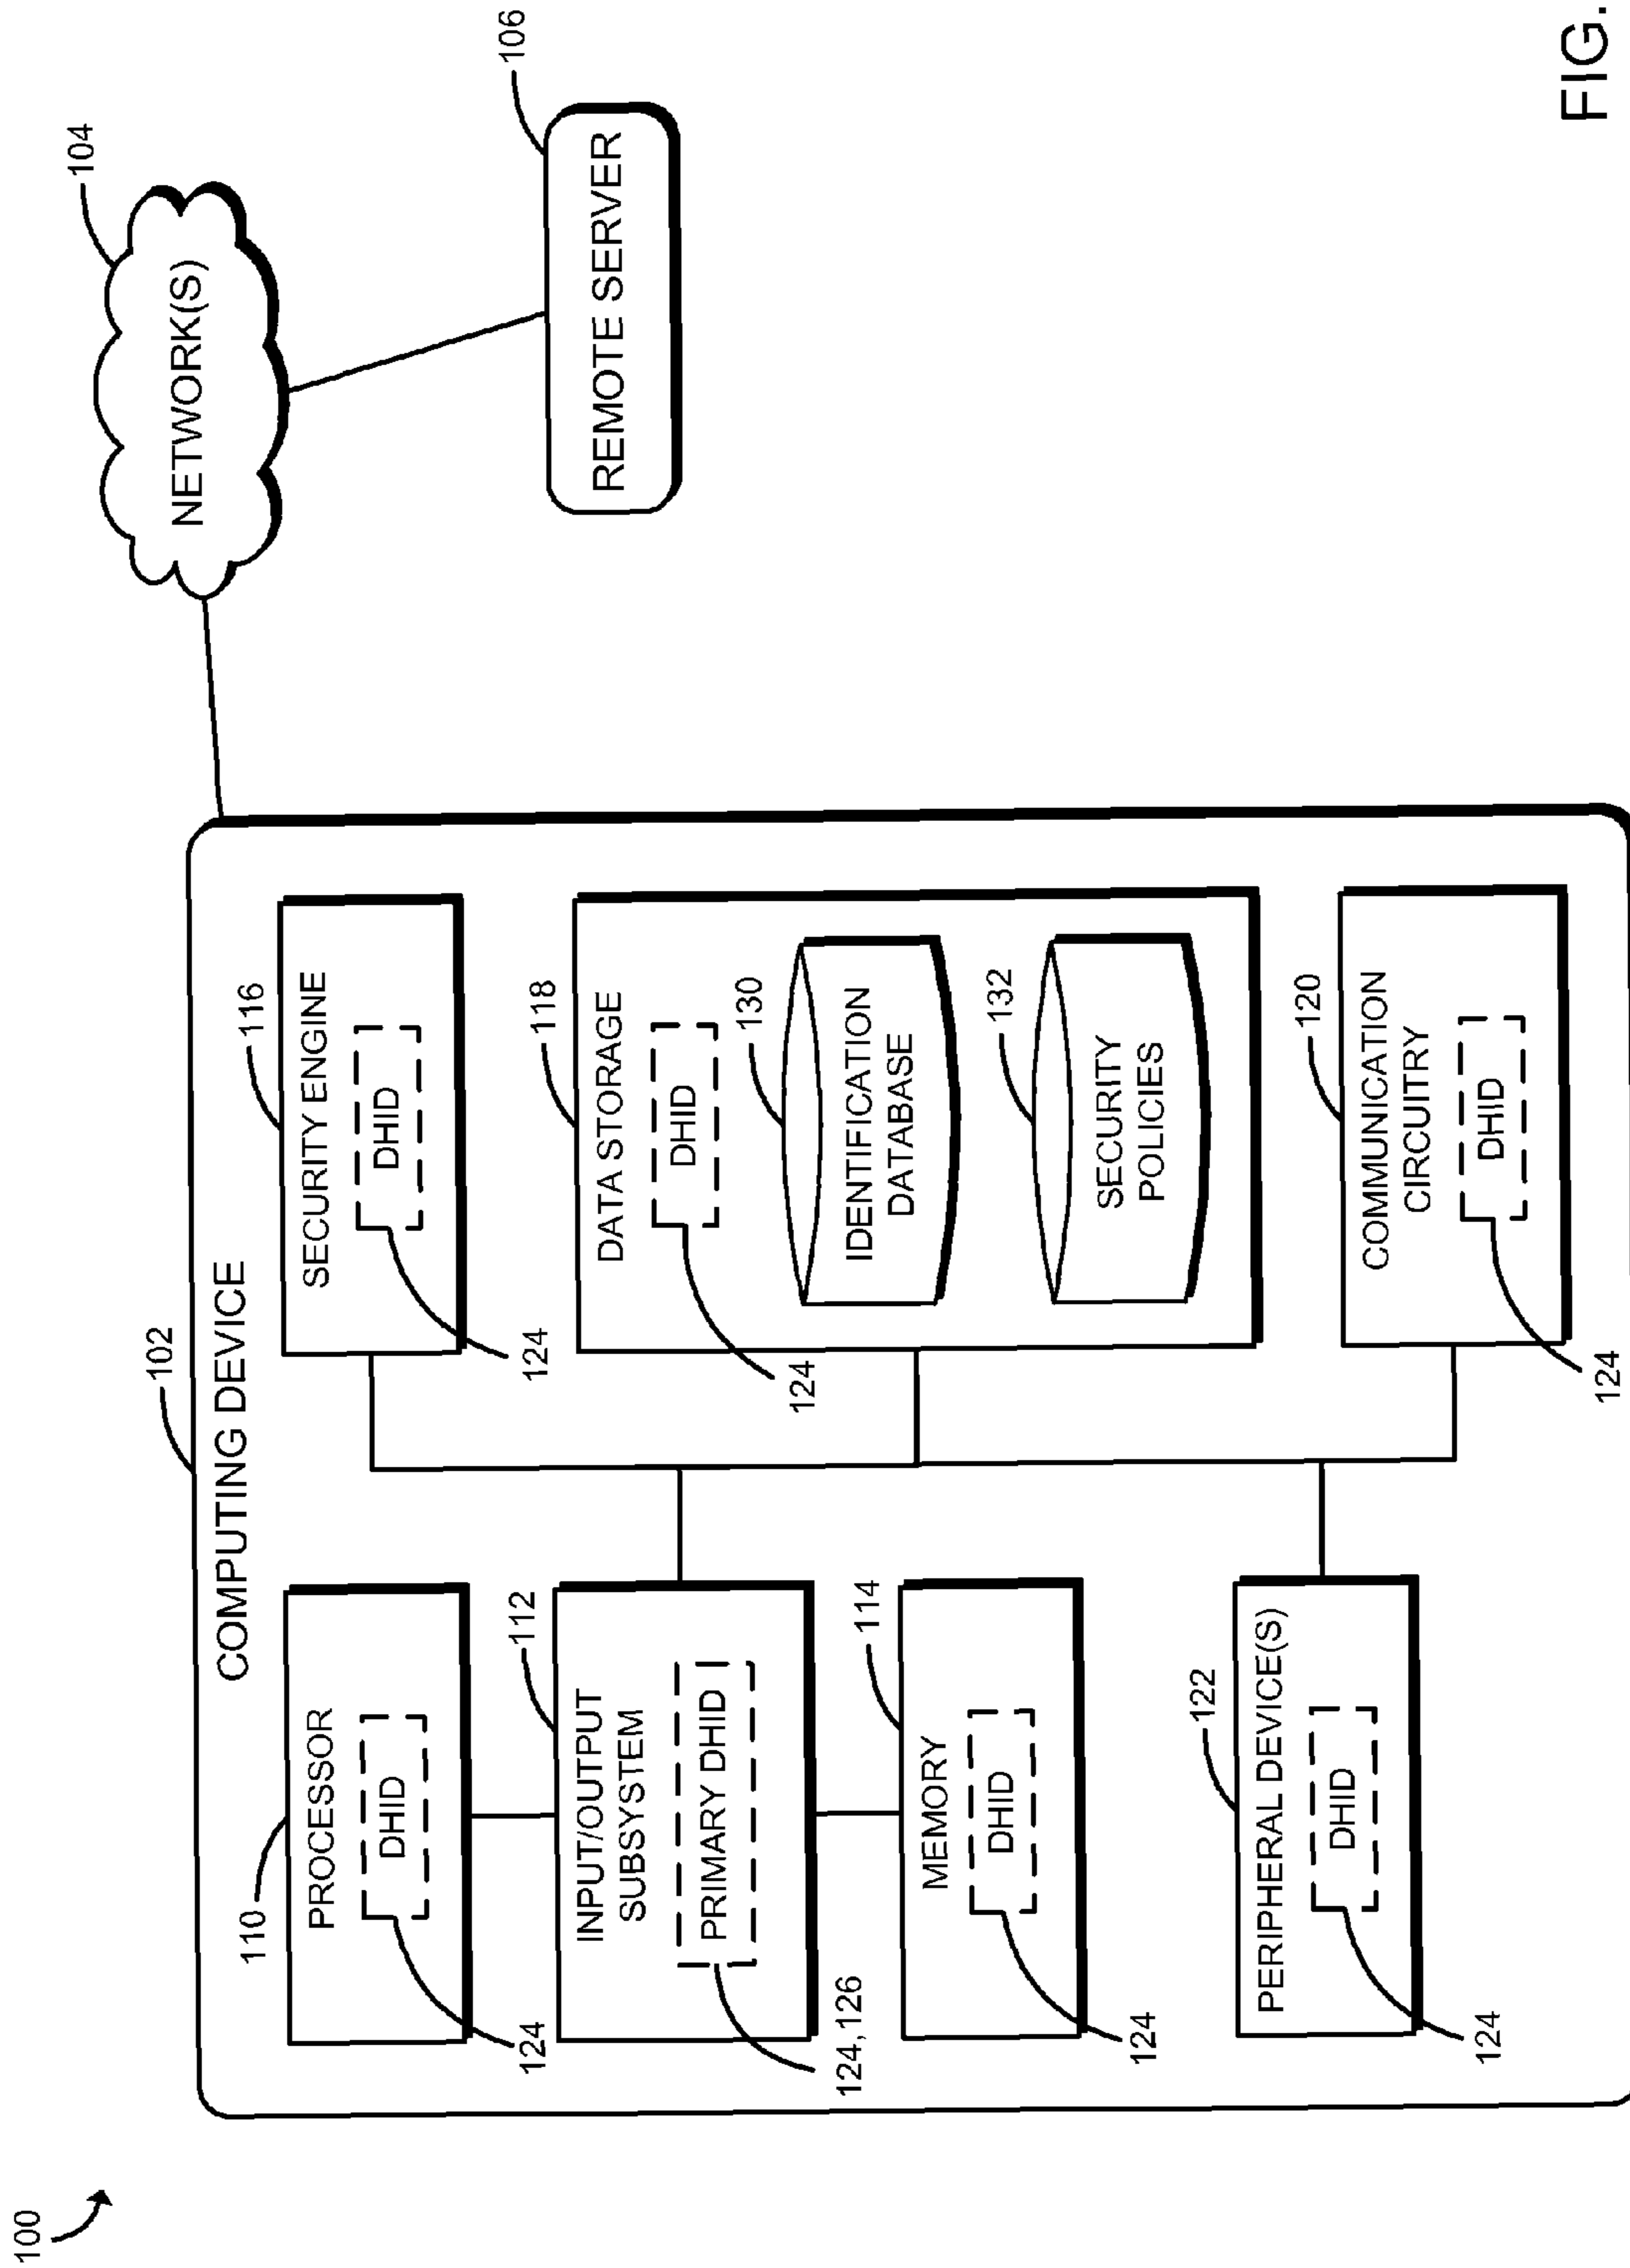 100
102
COMPUTING DEVICE
110
PROCESSOR
DHID
124
112
INPUT/OUTPUT
SUBSYSTEM
PRIMARY DHID
124,126
114
MEMORY
DHID
124
122
PERIPHERAL DEVICE(S)
DHID
124
116
SECURITY ENGINE
DHID
124
118
DATA STORAGE
DHID
124
130
IDENTIFICATION
DATABASE
132
SECURITY
POLICIES
120
COMMUNICATION
CIRCUITRY
DHID
124
104
NETWORK(S)
106
REMOTE SERVER
FIG.